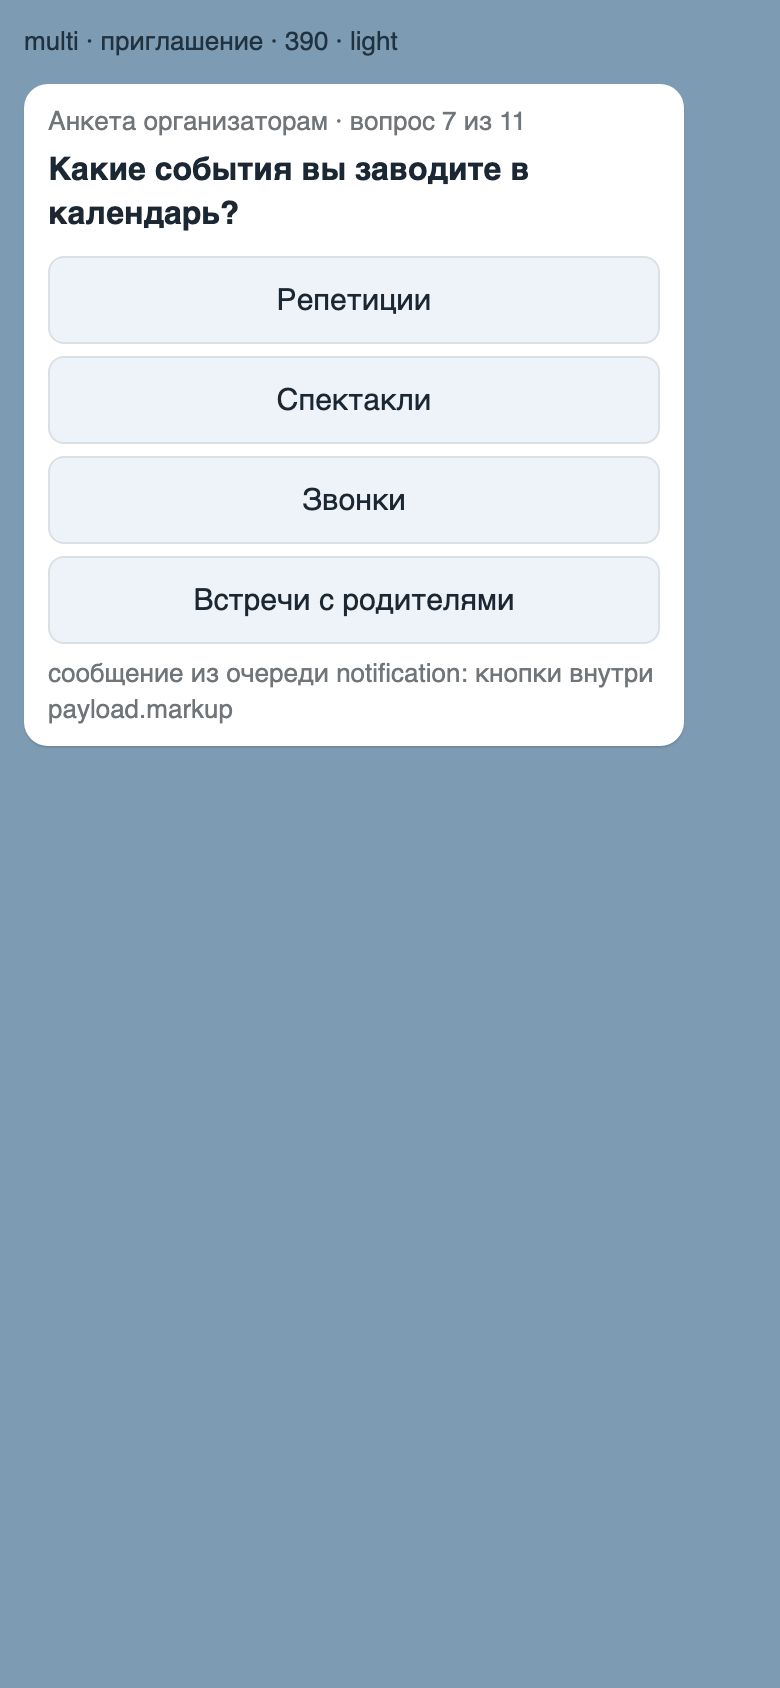 multi · приглашение · 390 · light
Анкета организаторам · вопрос 7 из 11
Какие события вы заводите в
календарь?
Репетиции
Спектакли
Звонки
Встречи с родителями
сообщение из очереди notification: кнопки внутри
payload.markup